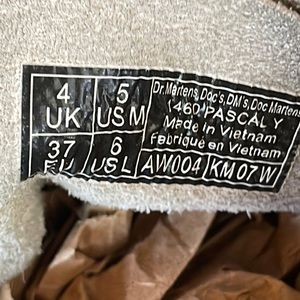 4 UK
5 US M
37 EU
6 US L
Dr.Martens, Doc's, DM's, Doc Martens
1460 PASCAL Y
Made in Vietnam
Fabriqué en Vietnam
AW004
KM 07 W